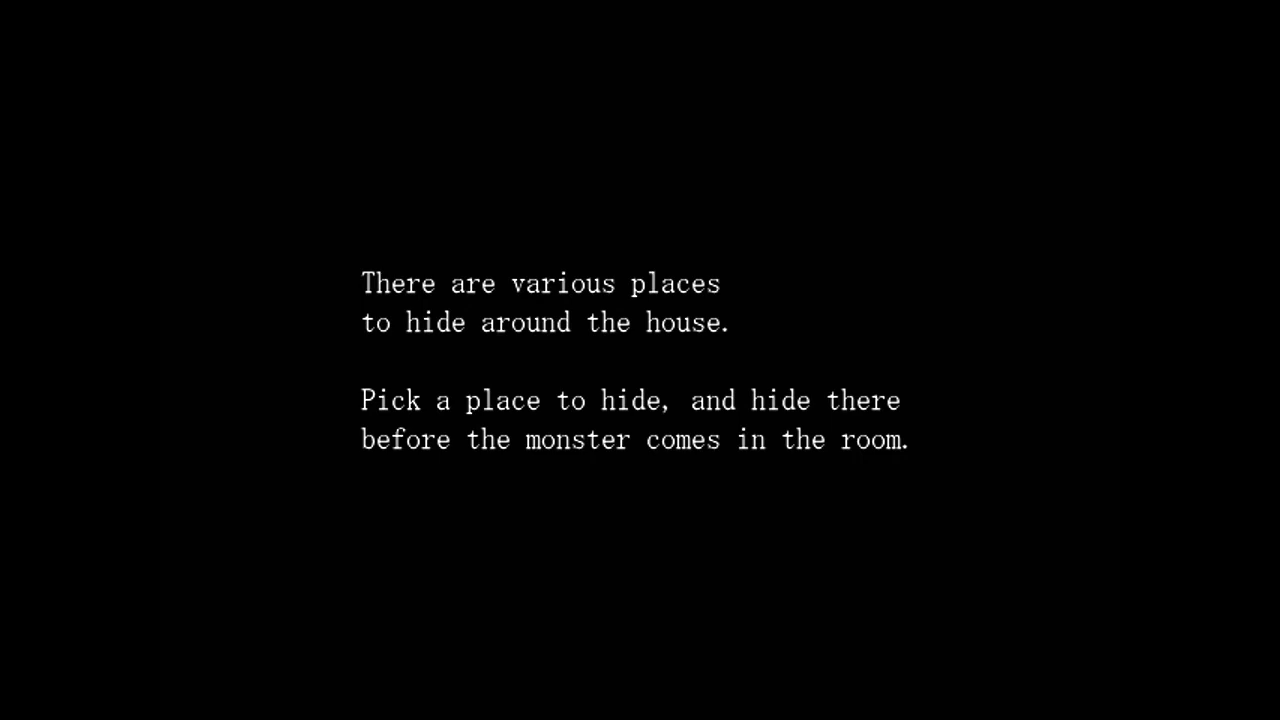 There are various places
to hide around the house.
Pick a place to hide, and hide there
before the monster comes in the room.